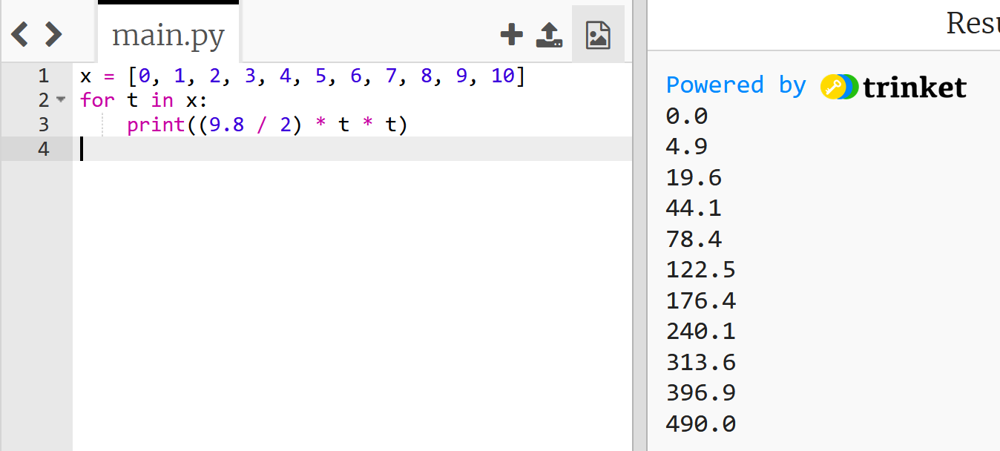 main.py
1 x = [0, 1, 2, 3, 4, 5, 6, 7, 8, 9, 10]
2 for t in x:
3     print((9.8 / 2) * t * t)
4
Resu
Powered by trinket
0.0
4.9
19.6
44.1
78.4
122.5
176.4
240.1
313.6
396.9
490.0